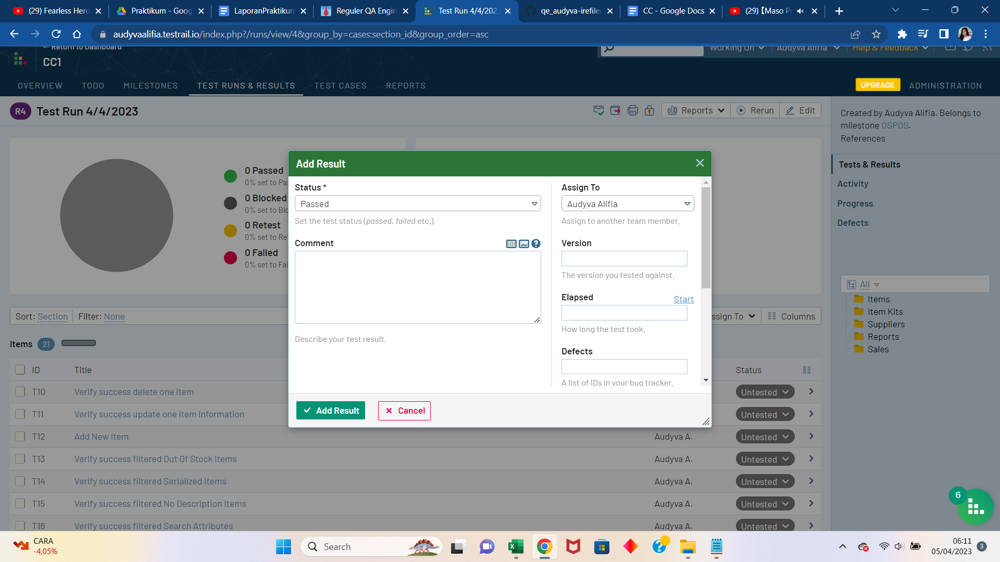 (29) Fearless Hero
Praktikum - Goog
LaporanPraktikum
Reguler QA Engin
Test Run 4/4/202
qe_audyva-irefile
CC - Google Docs
(29)【Maso P
audyvaalifia.testrail.io/index.php?/runs/view/4&group_by=cases:section_id&group_order=asc
← Return to Dashboard
CC1
Working On
Audyva Alifia
Help & Feedback
OVERVIEW
TODO
MILESTONES
TEST RUNS & RESULTS
TEST CASES
REPORTS
UPGRADE
ADMINISTRATION
R4
Test Run 4/4/2023
Reports
Rerun
Edit
Created by Audyva Alifia. Belongs to
milestone OSPOS.
References
Tests & Results
Activity
Progress
Defects
0 Passed
0% set to Pas
0 Blocked
0% set to Blo
0 Retest
0% set to Re
0 Failed
0% set to Fai
Add Result
Status *
Passed
Set the test status (passed, failed etc.).
Comment
Describe your test result.
Assign To
Audyva Alifia
Assign to another team member.
Version
The version you tested against.
Elapsed
Start
How long the test took.
Defects
A list of IDs in your bug tracker.
Add Result
Cancel
All
Items
Item Kits
Suppliers
Reports
Sales
Sort: Section
Filter: None
ssign To
Columns
Items 21
ID
Title
Status
T10
Verify success delete one item
Untested
T11
Verify success update one item information
Untested
T12
Add New Item
Audyva A.
Untested
T13
Verify success filtered Out Of Stock Items
Audyva A.
Untested
T14
Verify success filtered Serialized Items
Audyva A.
Untested
T15
Verify success filtered No Description Items
Audyva A.
Untested
T16
Verify success filtered Search Attributes
Audyva A.
Untested
6
CARA
-4,05%
Search
06:11
05/04/2023
3